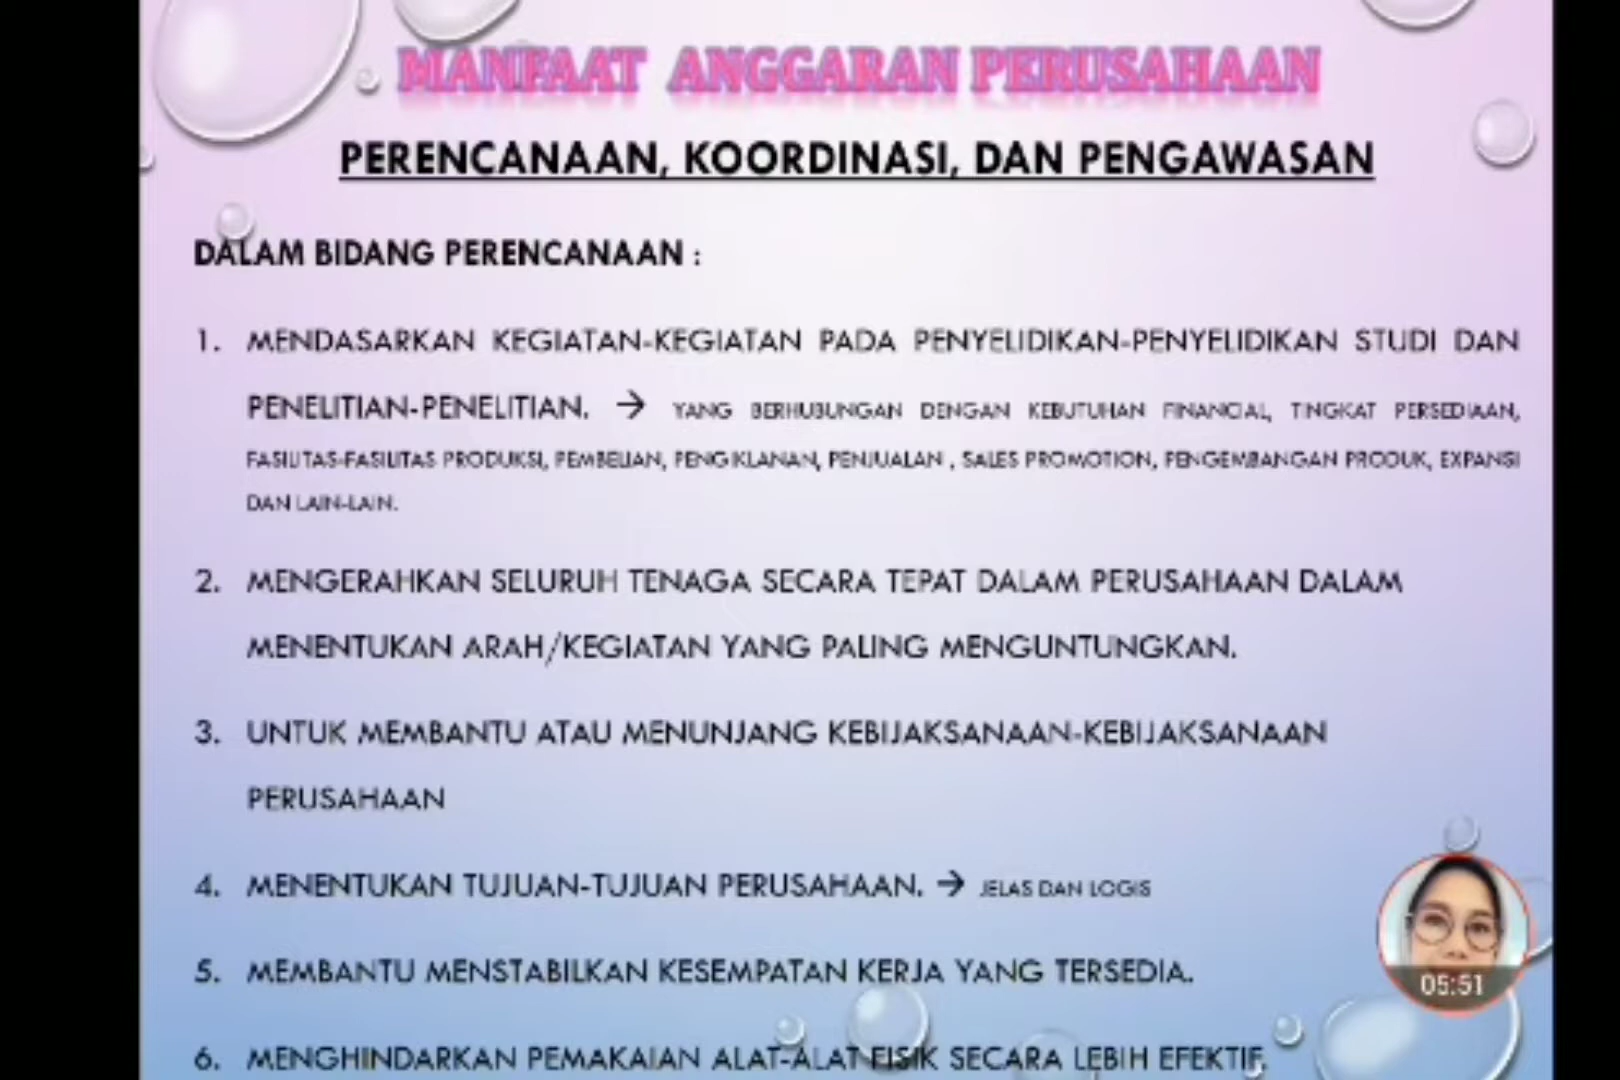 MANFAAT ANGGARAN PERUSAHAAN
PERENCANAAN, KOORDINASI, DAN PENGAWASAN
DALAM BIDANG PERENCANAAN :
1. MENDASARKAN KEGIATAN-KEGIATAN PADA PENYELIDIKAN-PENYELIDIKAN STUDI DAN
PENELITIAN-PENELITIAN. → YANG BERHUBUNGAN DENGAN KEBUTUHAN FINANCIAL, TINGKAT PERSEDIAAN,
FASILITAS-FASILITAS PRODUKSI, PEMBELIAN, PENGIKLANAN, PENJUALAN , SALES PROMOTION, PENGEMBANGAN PRODUK, EXPANSI
DAN LAIN-LAIN.
2. MENGERAHKAN SELURUH TENAGA SECARA TEPAT DALAM PERUSAHAAN DALAM
MENENTUKAN ARAH/KEGIATAN YANG PALING MENGUNTUNGKAN.
3. UNTUK MEMBANTU ATAU MENUNJANG KEBIJAKSANAAN-KEBIJAKSANAAN
PERUSAHAAN
4. MENENTUKAN TUJUAN-TUJUAN PERUSAHAAN. → JELAS DAN LOGIS
5. MEMBANTU MENSTABILKAN KESEMPATAN KERJA YANG TERSEDIA.
05:51
6. MENGHINDARKAN PEMAKAIAN ALAT-ALAT FISIK SECARA LEBIH EFEKTIF.